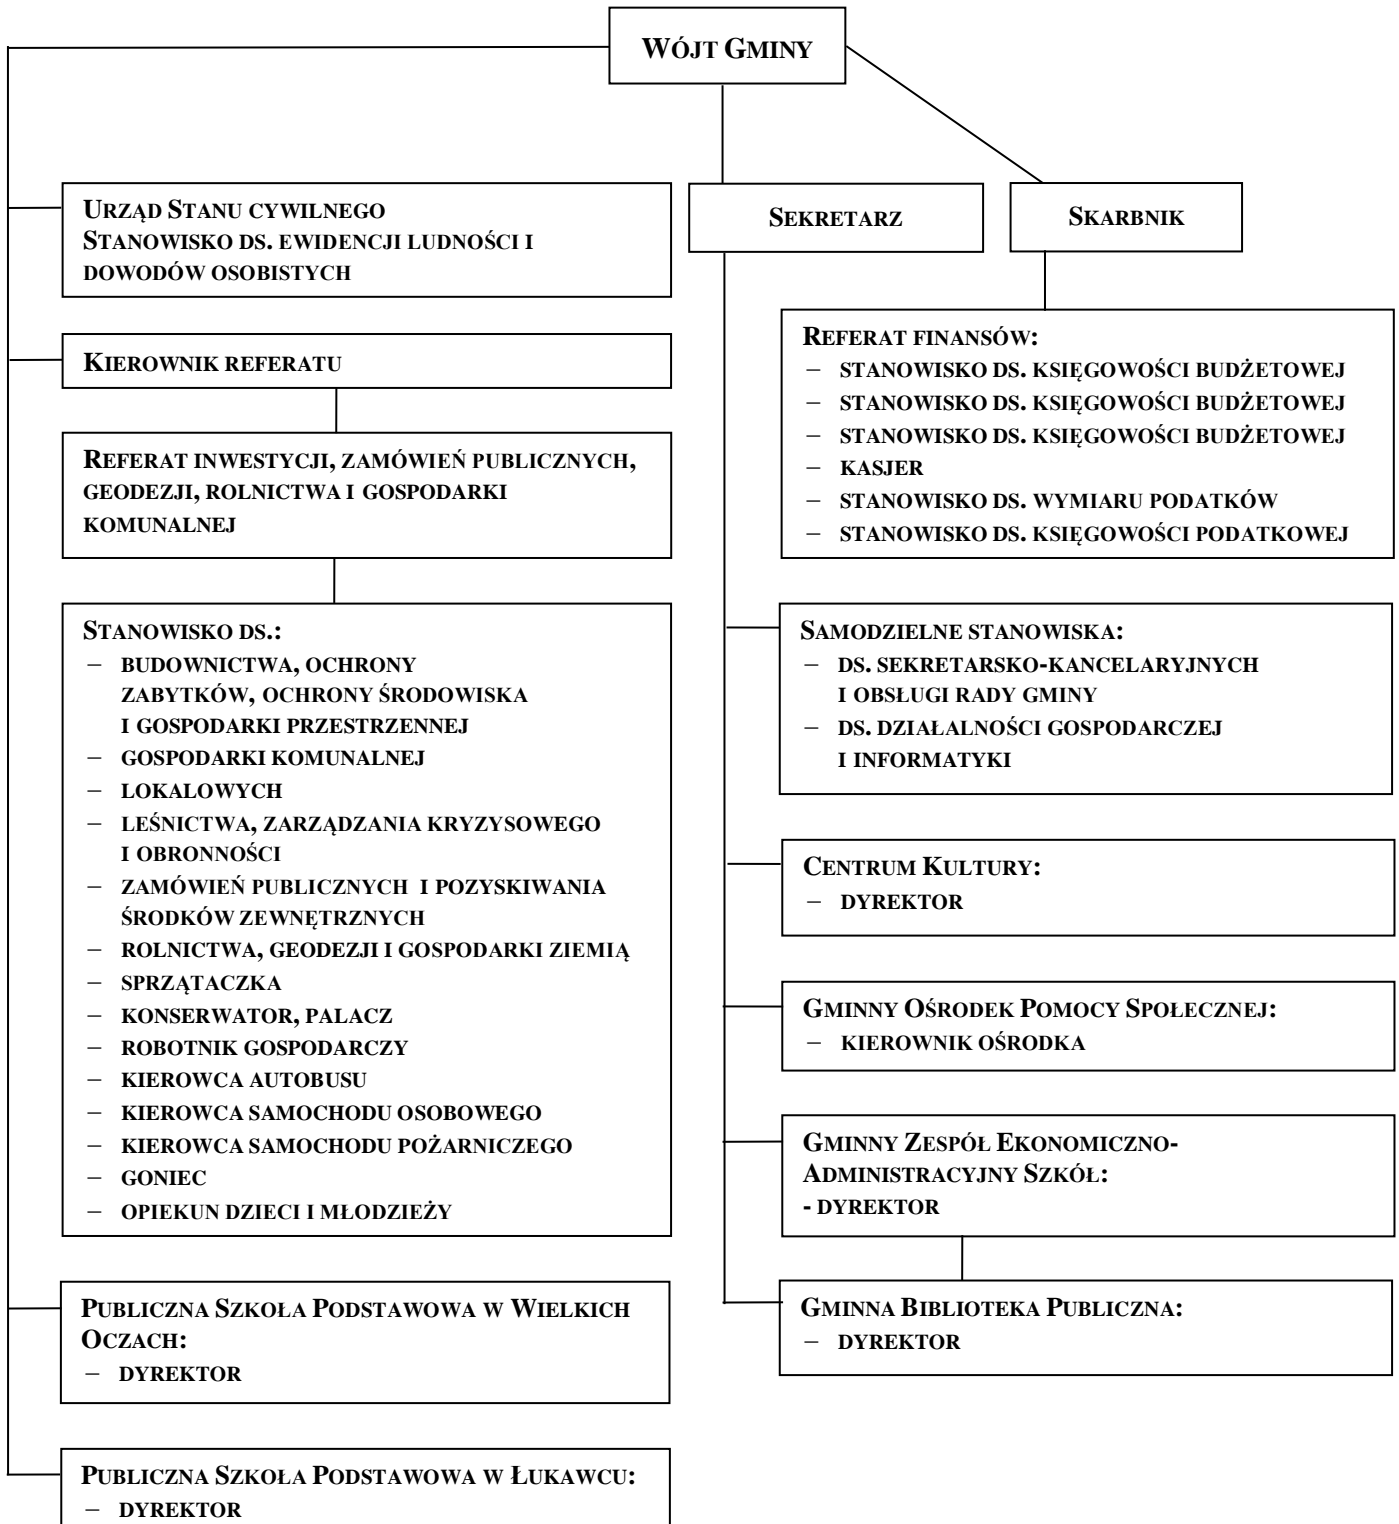 WÓJT GMINY
URZĄD STANU CYWILNEGO
STANOWISKO DS. EWIDENCJI LUDNOŚCI I
DOWODÓW OSOBISTYCH
SEKRETARZ
SKARBNIK
KIEROWNIK REFERATU
REFERAT INWESTYCJI, ZAMÓWIEŃ PUBLICZNYCH,
GEODEZJI, ROLNICTWA I GOSPODARKI
KOMUNALNEJ
STANOWISKO DS.:
– BUDOWNICTWA, OCHRONY
ZABYTKÓW, OCHRONY ŚRODOWISKA
I GOSPODARKI PRZESTRZENNEJ
– GOSPODARKI KOMUNALNEJ
– LOKALOWYCH
– LEŚNICTWA, ZARZĄDZANIA KRYZYSOWEGO
I OBRONNOŚCI
– ZAMÓWIEŃ PUBLICZNYCH I POZYSKIWANIA
ŚRODKÓW ZEWNĘTRZNYCH
– ROLNICTWA, GEODEZJI I GOSPODARKI ZIEMIĄ
– SPRZĄTACZKA
– KONSERWATOR, PALACZ
– ROBOTNIK GOSPODARCZY
– KIEROWCA AUTOBUSU
– KIEROWCA SAMOCHODU OSOBOWEGO
– KIEROWCA SAMOCHODU POŻARNICZEGO
– GONIEC
– OPIEKUN DZIECI I MŁODZIEŻY
PUBLICZNA SZKOŁA PODSTAWOWA W WIELKICH
OCZACH:
– DYREKTOR
PUBLICZNA SZKOŁA PODSTAWOWA W ŁUKAWCU:
– DYREKTOR
REFERAT FINANSÓW:
– STANOWISKO DS. KSIĘGOWOŚCI BUDŻETOWEJ
– STANOWISKO DS. KSIĘGOWOŚCI BUDŻETOWEJ
– STANOWISKO DS. KSIĘGOWOŚCI BUDŻETOWEJ
– KASJER
– STANOWISKO DS. WYMIARU PODATKÓW
– STANOWISKO DS. KSIĘGOWOŚCI PODATKOWEJ
SAMODZIELNE STANOWISKA:
– DS. SEKRETARSKO-KANCELARYJNYCH
I OBSŁUGI RADY GMINY
– DS. DZIAŁALNOŚCI GOSPODARCZEJ
I INFORMATYKI
CENTRUM KULTURY:
– DYREKTOR
GMINNY OŚRODEK POMOCY SPOŁECZNEJ:
– KIEROWNIK OŚRODKA
GMINNY ZESPÓŁ EKONOMICZNO-
ADMINISTRACYJNY SZKÓŁ:
- DYREKTOR
GMINNA BIBLIOTEKA PUBLICZNA:
– DYREKTOR